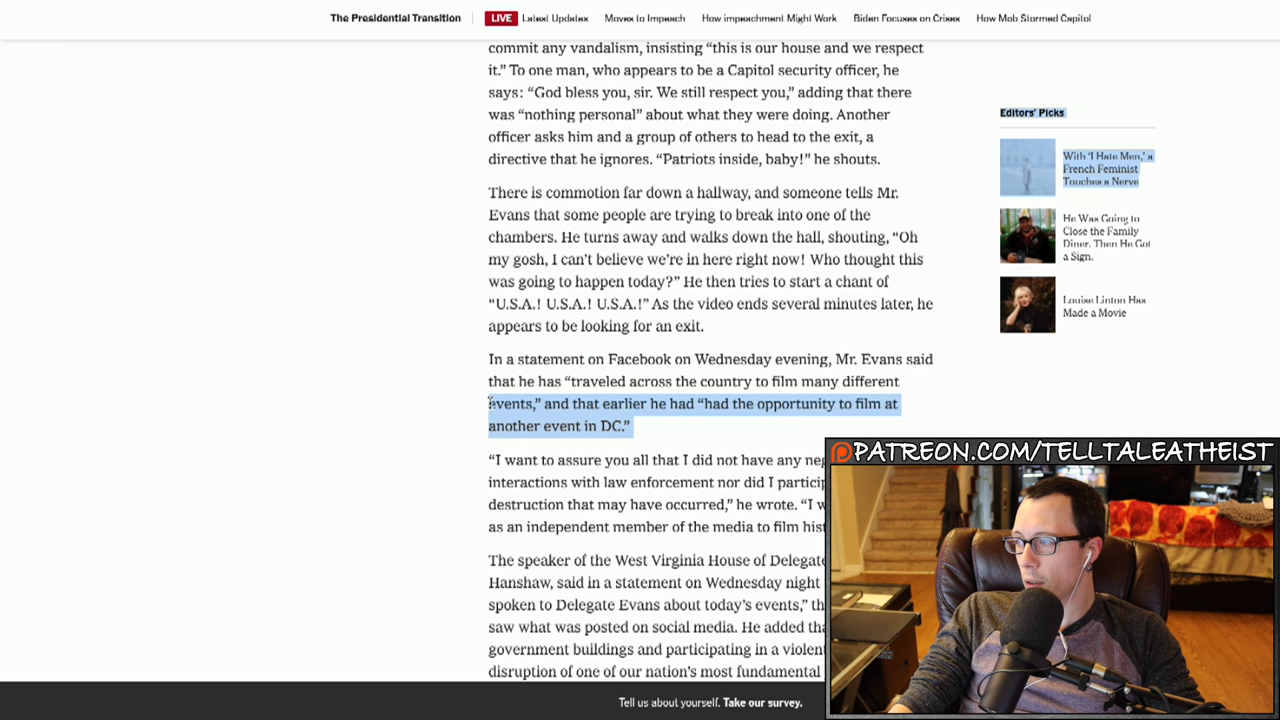 The Presidential Transition
LIVE Latest Updates
Moves to Impeach
How impeachment Might Work
Biden Focuses on Crises
How Mob Stormed Capitol
commit any vandalism, insisting “this is our house and we respect
it.” To one man, who appears to be a Capitol security officer, he
says: “God bless you, sir. We still respect you,” adding that there
was “nothing personal” about what they were doing. Another
officer asks him and a group of others to head to the exit, a
directive that he ignores. “Patriots inside, baby!” he shouts.
There is commotion far down a hallway, and someone tells Mr.
Evans that some people are trying to break into one of the
chambers. He turns away and walks down the hall, shouting, “Oh
my gosh, I can’t believe we’re in here right now! Who thought this
was going to happen today?” He then tries to start a chant of
“U.S.A.! U.S.A.! U.S.A.!” As the video ends several minutes later, he
appears to be looking for an exit.
In a statement on Facebook on Wednesday evening, Mr. Evans said
that he has “traveled across the country to film many different
events,” and that earlier he had “had the opportunity to film at
another event in DC.”
“I want to assure you all that I did not have any neg
interactions with law enforcement nor did I particip
destruction that may have occurred,” he wrote. “I w
as an independent member of the media to film hist
The speaker of the West Virginia House of Delegate
Hanshaw, said in a statement on Wednesday night
spoken to Delegate Evans about today’s events,” th
saw what was posted on social media. He added tha
government buildings and participating in a violent
disruption of one of our nation’s most fundamental
Editors’ Picks
With ‘I Hate Men,’ a
French Feminist
Touches a Nerve
He Was Going to
Close the Family
Diner. Then He Got
a Sign.
Louise Linton Has
Made a Movie
PATREON.COM/TELLTALEATHEIST
Tell us about yourself. Take our survey.